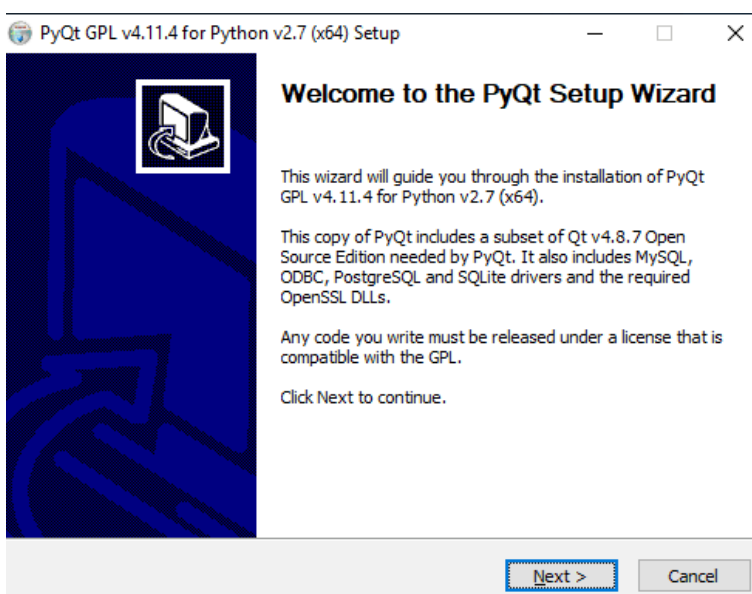 PyQt GPL v4.11.4 for Python v2.7 (x64) Setup
Welcome to the PyQt Setup Wizard
This wizard will guide you through the installation of PyQt
GPL v4.11.4 for Python v2.7 (x64).
This copy of PyQt includes a subset of Qt v4.8.7 Open
Source Edition needed by PyQt. It also includes MySQL,
ODBC, PostgreSQL and SQLite drivers and the required
OpenSSL DLLs.
Any code you write must be released under a license that is
compatible with the GPL.
Click Next to continue.
Next >
Cancel